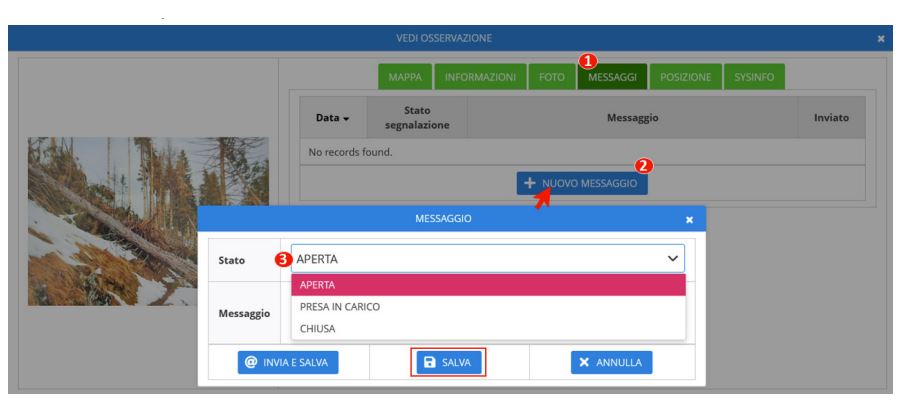 VEDI OSSERVAZIONE
1
MAPPA INFORMAZIONI FOTO MESSAGGI POSIZIONE SYSINFO
Data Stato segnalazione Messaggio Inviato
No records found.
2
NUOVO MESSAGGIO
MESSAGGIO
Stato 3 APERTA
APERTA
PRESA IN CARICO
CHIUSA
Messaggio
@ INVIA E SALVA SALVA ANNULLA